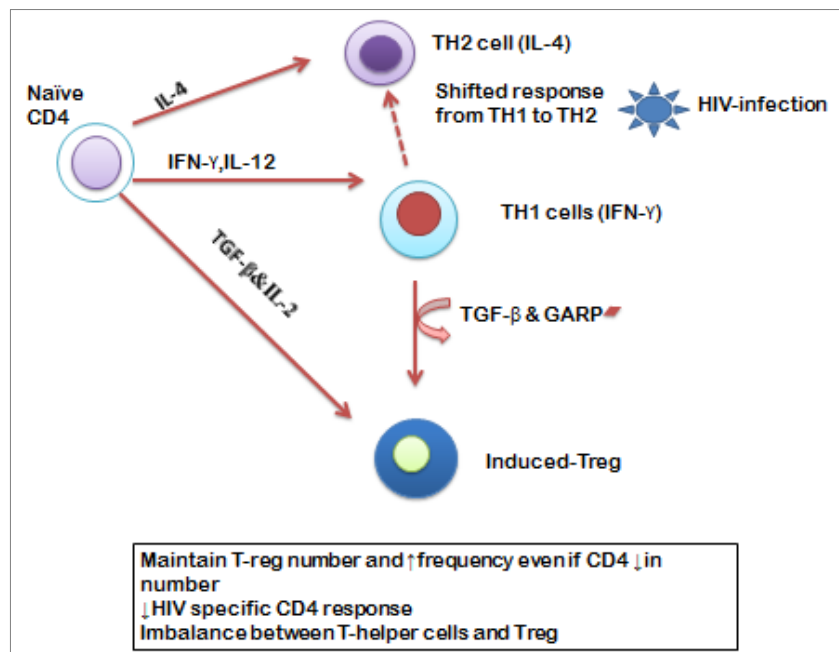 TH2 cell (IL-4)
Naïve
CD4
IL-4
Shifted response
from TH1 to TH2
HIV-infection
IFN-γ,IL-12
TH1 cells (IFN-γ)
TGF-β&IL-2
TGF-β & GARP
Induced-Treg
Maintain T-reg number and ↑frequency even if CD4 ↓in
number
↓HIV specific CD4 response
Imbalance between T-helper cells and Treg